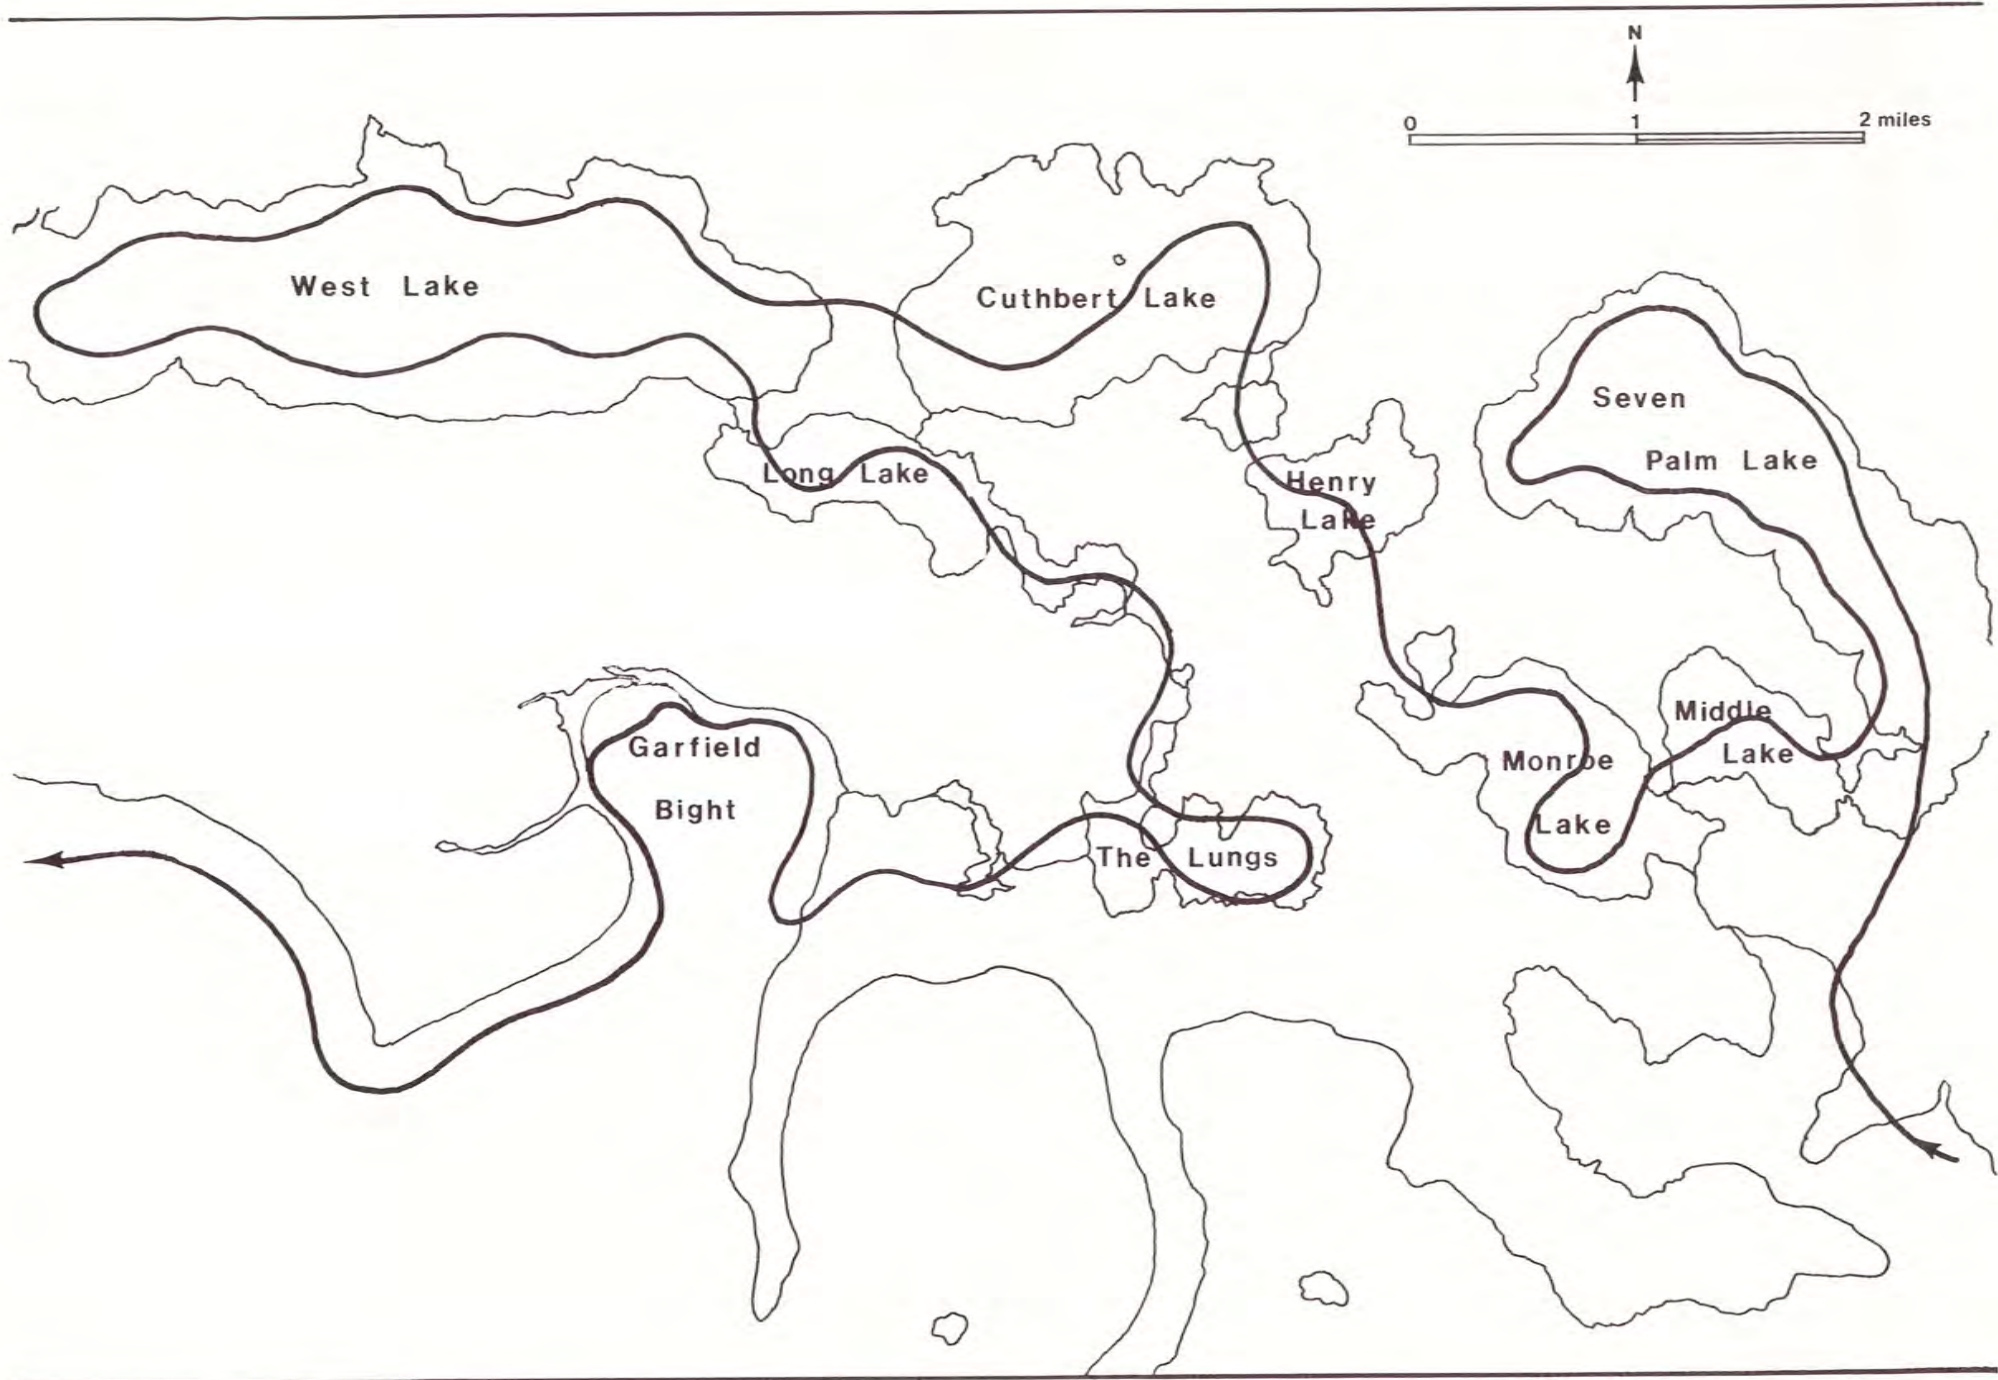 N
0 1 2 miles
West Lake
Cuthbert Lake
Seven
Palm Lake
Long Lake
Henry
Lake
Middle
Lake
Monroe
Lake
Garfield
Bight
The Lungs